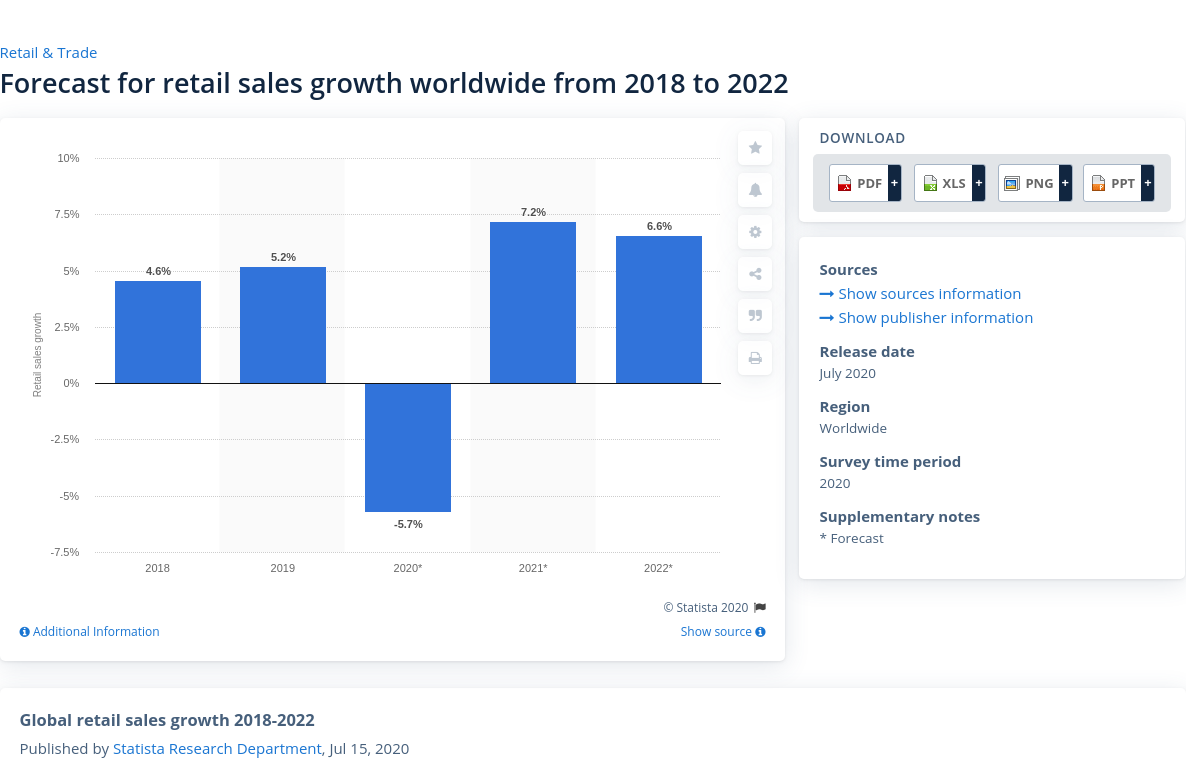 Retail & Trade
Forecast for retail sales growth worldwide from 2018 to 2022
10%
7.5%
5%
2.5%
0%
-2.5%
-5%
-7.5%
Retail sales growth
4.6%
5.2%
-5.7%
7.2%
6.6%
2018
2019
2020*
2021*
2022*
© Statista 2020
Additional Information
Show source
DOWNLOAD
PDF +
XLS +
PNG +
PPT +
Sources
Show sources information
Show publisher information
Release date
July 2020
Region
Worldwide
Survey time period
2020
Supplementary notes
* Forecast
Global retail sales growth 2018-2022
Published by Statista Research Department, Jul 15, 2020